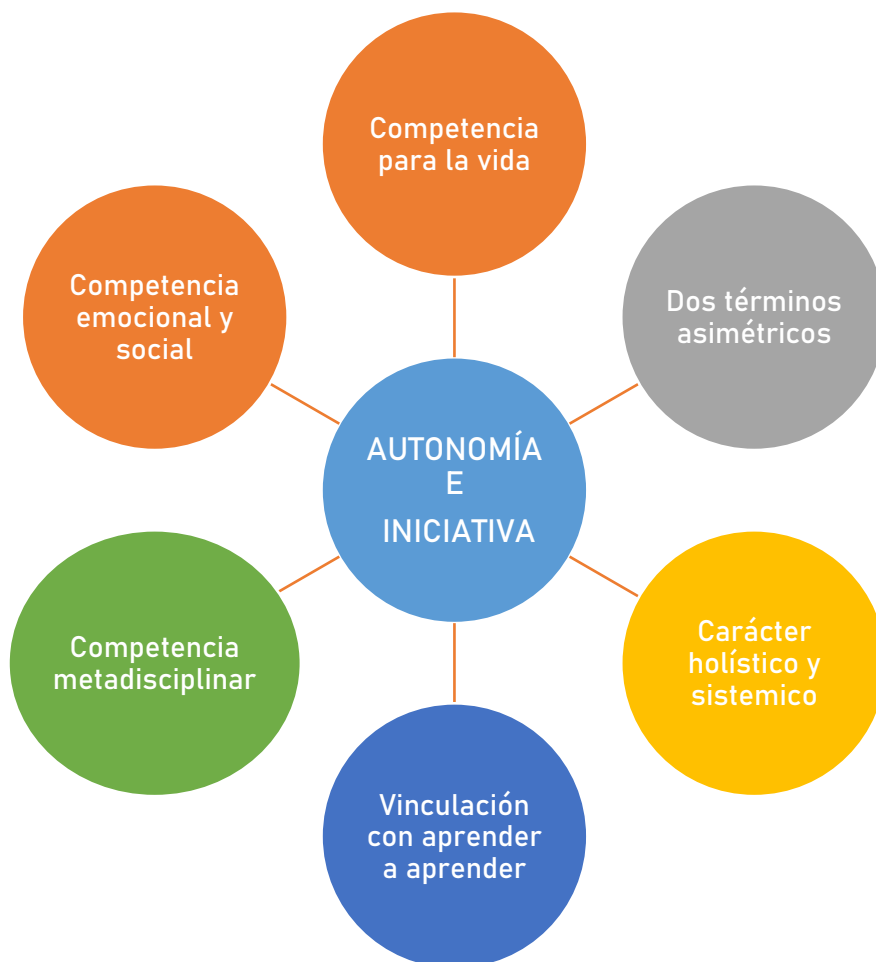 Competencia
para la vida
Dos términos
asimétricos
Carácter
holístico y
sistemico
Vinculación
con aprender
a aprender
Competencia
metadisciplinar
Competencia
emocional y
social
AUTONOMÍA
E
INICIATIVA